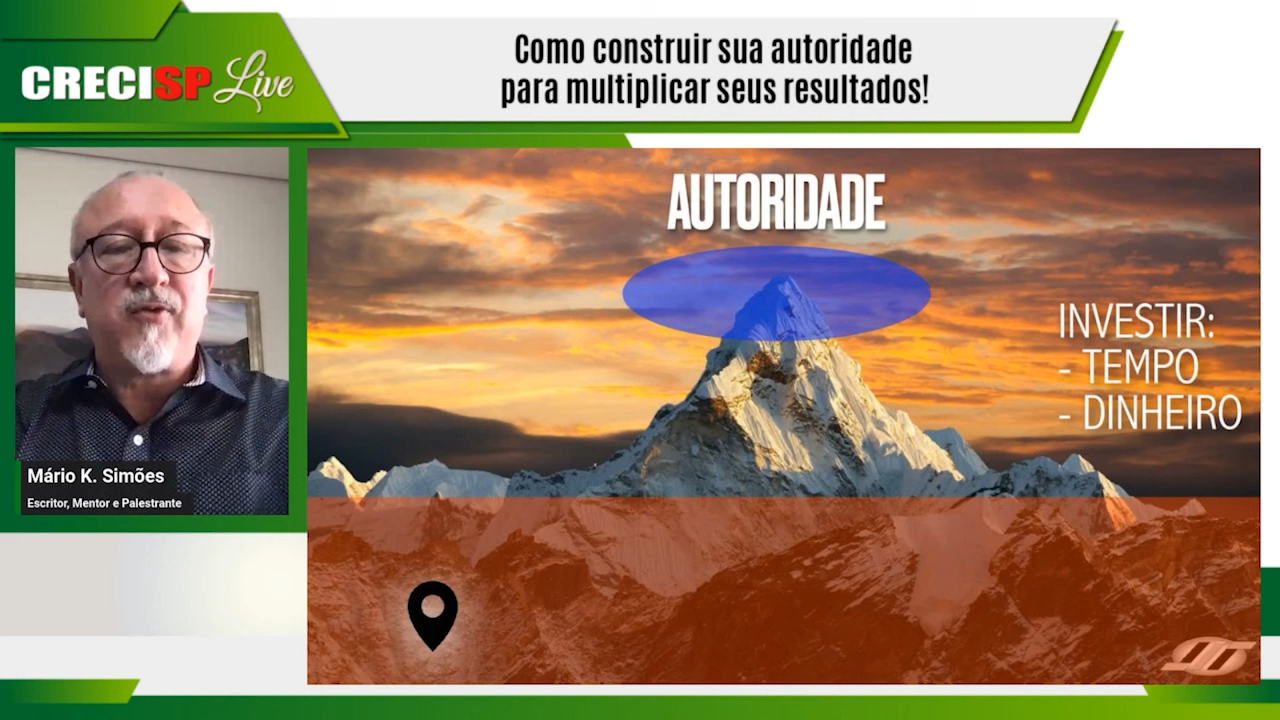 CRECISP Live
Como construir sua autoridade
para multiplicar seus resultados!
AUTORIDADE
INVESTIR:
- TEMPO
- DINHEIRO
Mário K. Simões
Escritor, Mentor e Palestrante